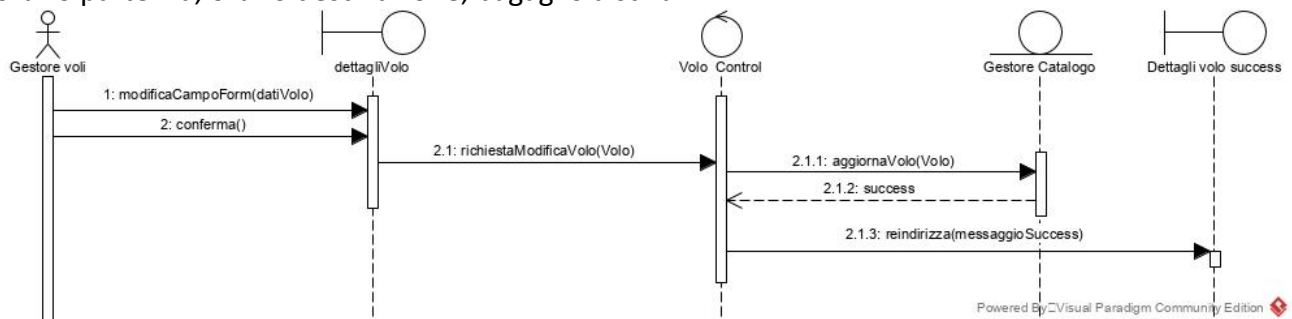 Gestore voli
dettagliVolo
Volo Control
Gestore Catalogo
Dettagli volo success
1: modificaCampoForm(datiVolo)
2: conferma()
2.1: richiestaModificaVolo(Volo)
2.1.1: aggiornaVolo(Volo)
2.1.2: success
2.1.3: reindirizza(messaggioSuccess)
Powered By Visual Paradigm Community Edition